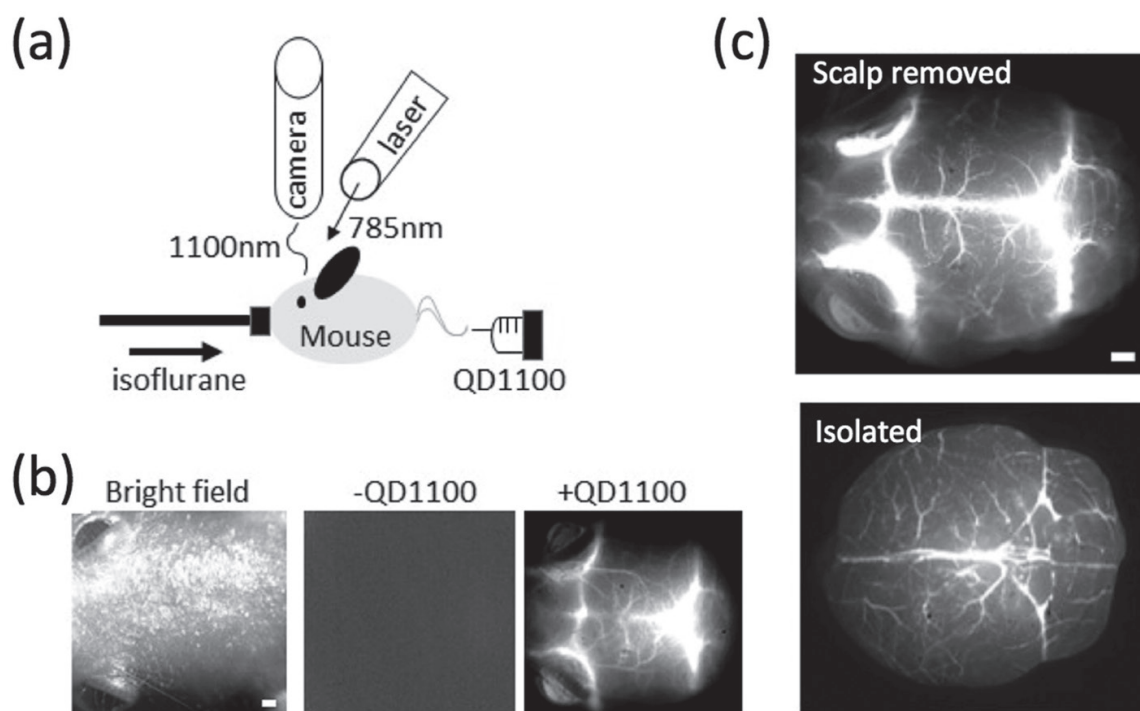 (a)
camera
laser
1100nm
785nm
Mouse
isoflurane
QD1100
(b)
Bright field
-QD1100
+QD1100
(c)
Scalp removed
Isolated